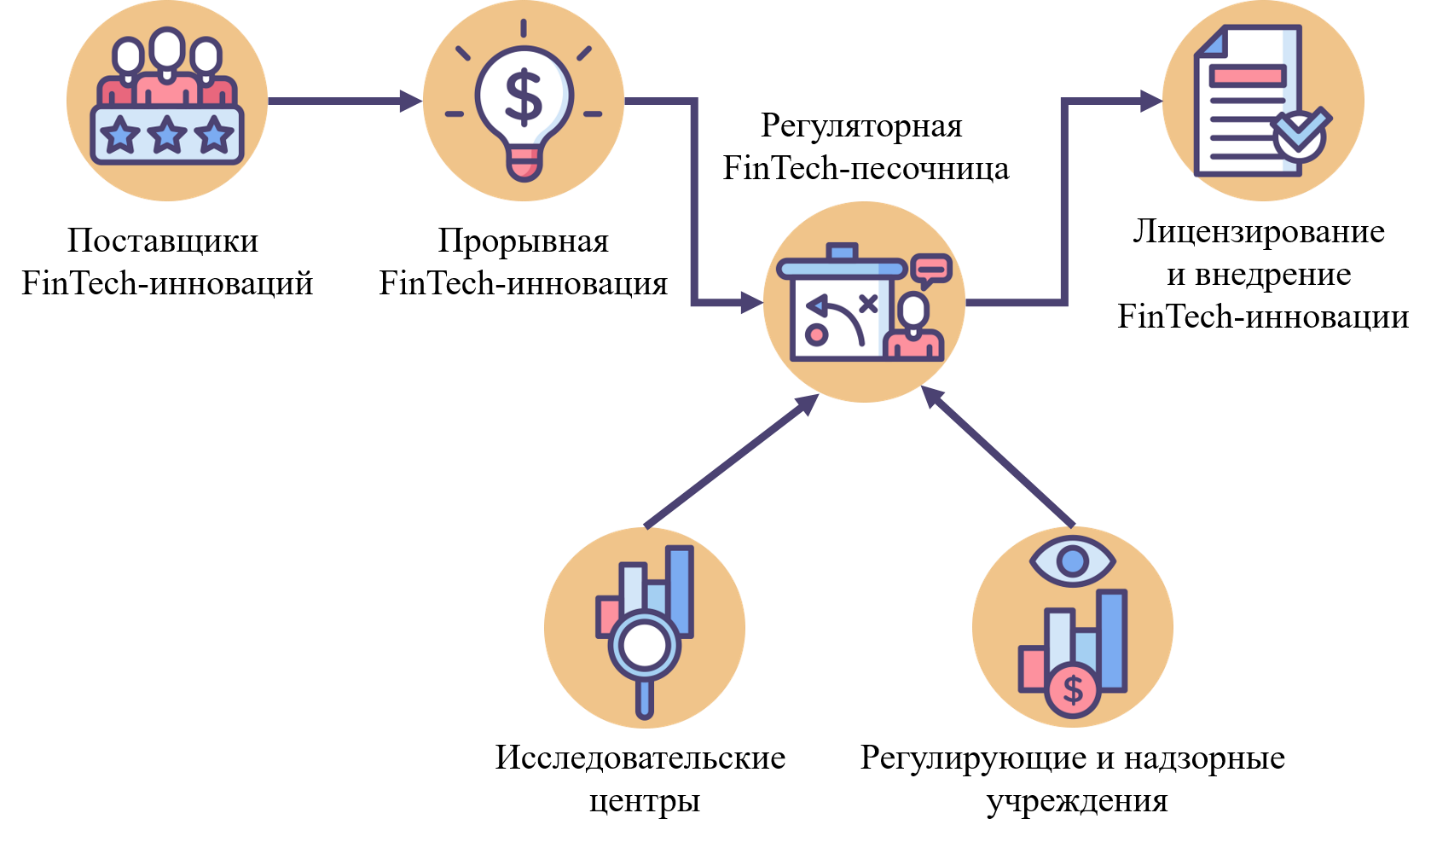 Поставщики
FinTech-инноваций
Прорывная
FinTech-инновация
Регуляторная
FinTech-песочница
Лицензирование
и внедрение
FinTech-инновации
Исследовательские
центры
Регулирующие и надзорные
учреждения